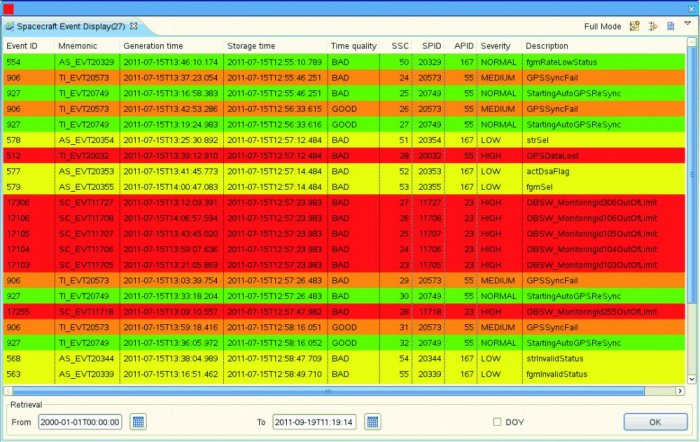 Spacecraft Event Display(27) Full Mode
Event ID Mnemonic Generation time Storage time Time quality SSC SPID APID Severity Description
554 AS_EVT20329 2011-07-15T13:46:10.174 2011-07-15T12:55:10.789 BAD 50 20329 167 NORMAL fgmRateLowStatus
906 TI_EVT20573 2011-07-15T13:37:23.054 2011-07-15T12:55:46.251 BAD 24 20573 55 MEDIUM GPSSyncFail
927 TI_EVT20749 2011-07-15T13:16:58.383 2011-07-15T12:55:46.251 BAD 25 20749 55 NORMAL StartingAutoGPSReSync
906 TI_EVT20573 2011-07-15T13:42:53.286 2011-07-15T12:56:33.615 GOOD 26 20573 55 MEDIUM GPSSyncFail
927 TI_EVT20749 2011-07-15T13:19:24.983 2011-07-15T12:56:33.616 GOOD 27 20749 55 NORMAL StartingAutoGPSReSync
578 AS_EVT20354 2011-07-15T13:25:30.892 2011-07-15T12:57:12.484 BAD 51 20354 167 LOW strSel
512 TI_EVT20032 2011-07-15T13:39:12.910 2011-07-15T12:57:12.484 BAD 28 20032 55 HIGH GPSDataLost
577 AS_EVT20353 2011-07-15T13:41:45.773 2011-07-15T12:57:14.484 BAD 52 20353 167 LOW actDsaFlag
579 AS_EVT20355 2011-07-15T14:00:47.083 2011-07-15T12:57:14.484 BAD 53 20355 167 LOW fgmSel
17306 SC_EVT11727 2011-07-15T13:12:09.391 2011-07-15T12:57:23.983 BAD 27 11727 23 HIGH OBSW_MonitoringId306OutOfLimit
17106 SC_EVT11708 2011-07-15T14:06:57.594 2011-07-15T12:57:23.983 BAD 26 11708 23 HIGH OBSW_MonitoringId106OutOfLimit
17105 SC_EVT11707 2011-07-15T13:43:45.020 2011-07-15T12:57:23.983 BAD 25 11707 23 HIGH OBSW_MonitoringId105OutOfLimit
17104 SC_EVT11706 2011-07-15T13:59:07.636 2011-07-15T12:57:23.983 BAD 24 11706 23 HIGH OBSW_MonitoringId104OutOfLimit
17103 SC_EVT11705 2011-07-15T13:21:05.869 2011-07-15T12:57:23.983 BAD 23 11705 23 HIGH OBSW_MonitoringId103OutOfLimit
906 TI_EVT20573 2011-07-15T13:03:39.754 2011-07-15T12:57:26.483 BAD 29 20573 55 MEDIUM GPSSyncFail
927 TI_EVT20749 2011-07-15T13:33:18.204 2011-07-15T12:57:26.483 BAD 30 20749 55 NORMAL StartingAutoGPSReSync
17255 SC_EVT11718 2011-07-15T13:09:10.557 2011-07-15T12:57:47.982 BAD 28 11718 23 HIGH OBSW_MonitoringId255OutOfLimit
906 TI_EVT20573 2011-07-15T13:59:18.416 2011-07-15T12:58:16.051 GOOD 31 20573 55 MEDIUM GPSSyncFail
927 TI_EVT20749 2011-07-15T13:36:05.972 2011-07-15T12:58:16.052 GOOD 32 20749 55 NORMAL StartingAutoGPSReSync
568 AS_EVT20344 2011-07-15T13:38:04.989 2011-07-15T12:58:47.709 BAD 54 20344 167 LOW strInvalidStatus
563 AS_EVT20339 2011-07-15T13:16:51.462 2011-07-15T12:58:49.710 BAD 55 20339 167 LOW fgmInvalidStatus
Retrieval
From 2000-01-01T00:00:00 To 2011-09-19T11:19:14 DOY OK